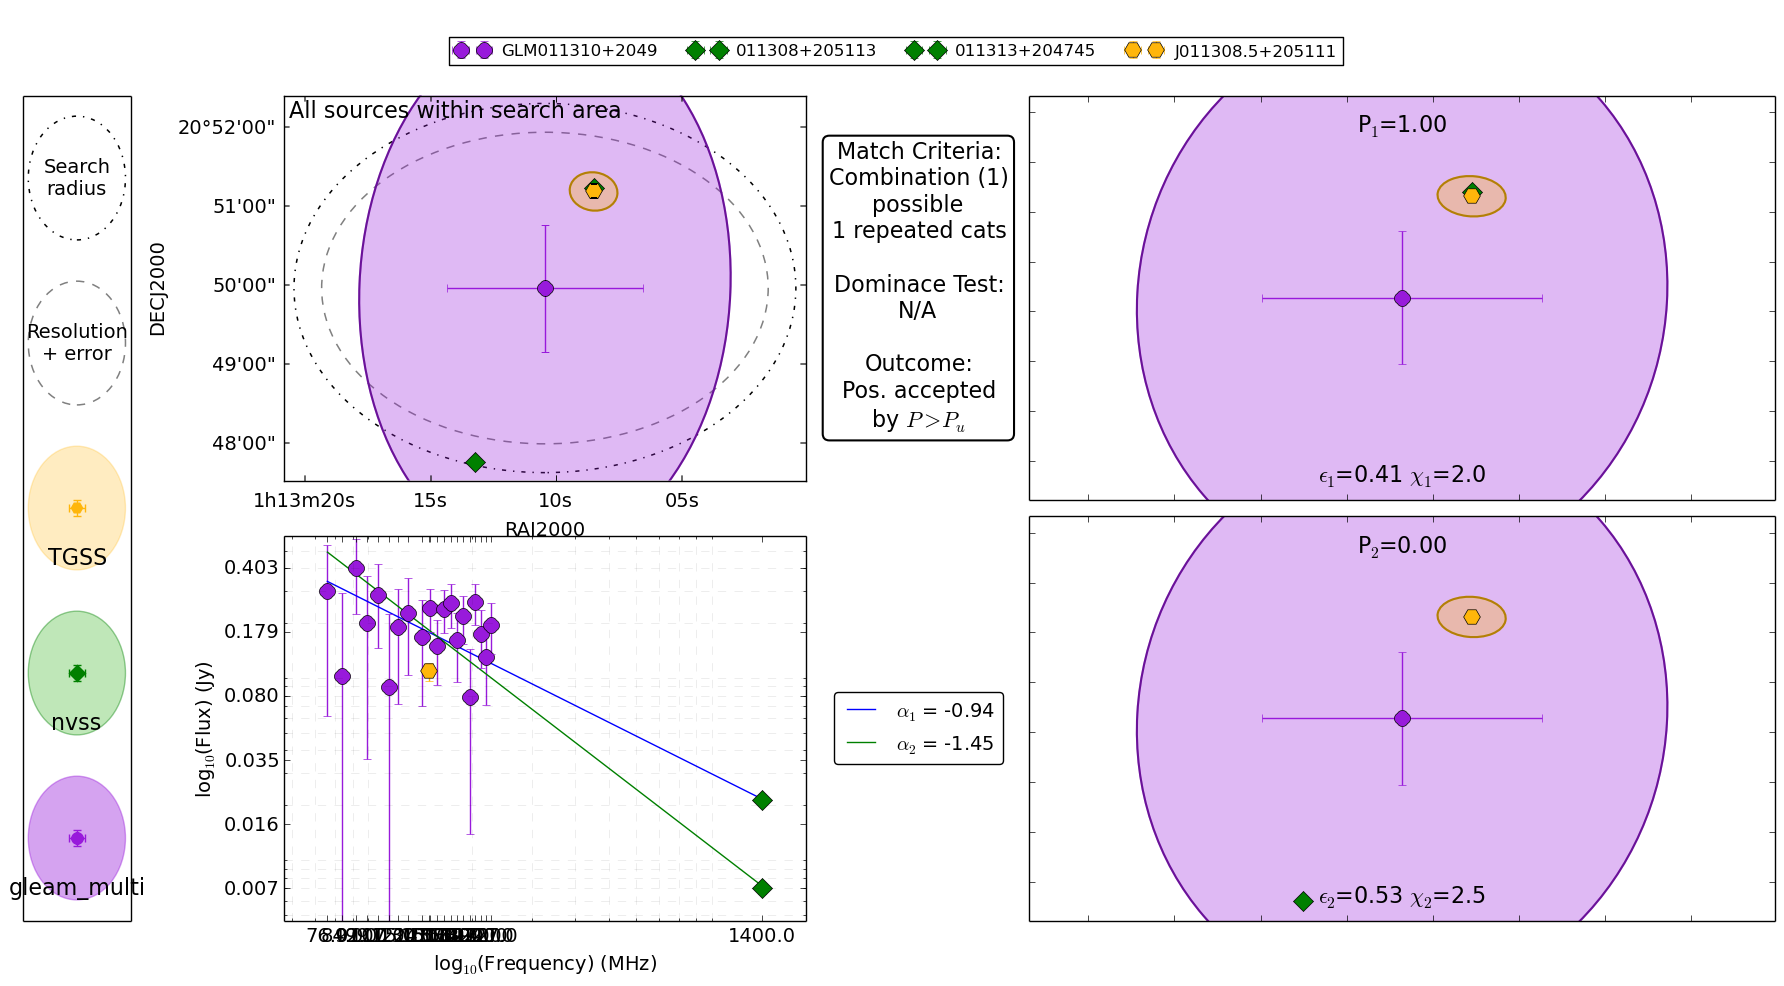 GLM011310+2049 011308+205113 011313+204745 J011308.5+205111
Search
radius
Resolution
+ error
TGSS
nvss
gleam_multi
All sources within search area
20°52'00"
51'00"
50'00"
49'00"
48'00"
DECJ2000
1h13m20s 15s 10s 05s
RAJ2000
Match Criteria:
Combination (1)
possible
1 repeated cats
Dominace Test:
N/A
Outcome:
Pos. accepted
by P>Pu
P1=1.00
ϵ1=0.41 χ1=2.0
P2=0.00
ϵ2=0.53 χ2=2.5
0.403
0.179
0.080
0.035
0.016
0.007
log10(Flux) (Jy)
1400.0
log10(Frequency) (MHz)
α1 = -0.94
α2 = -1.45